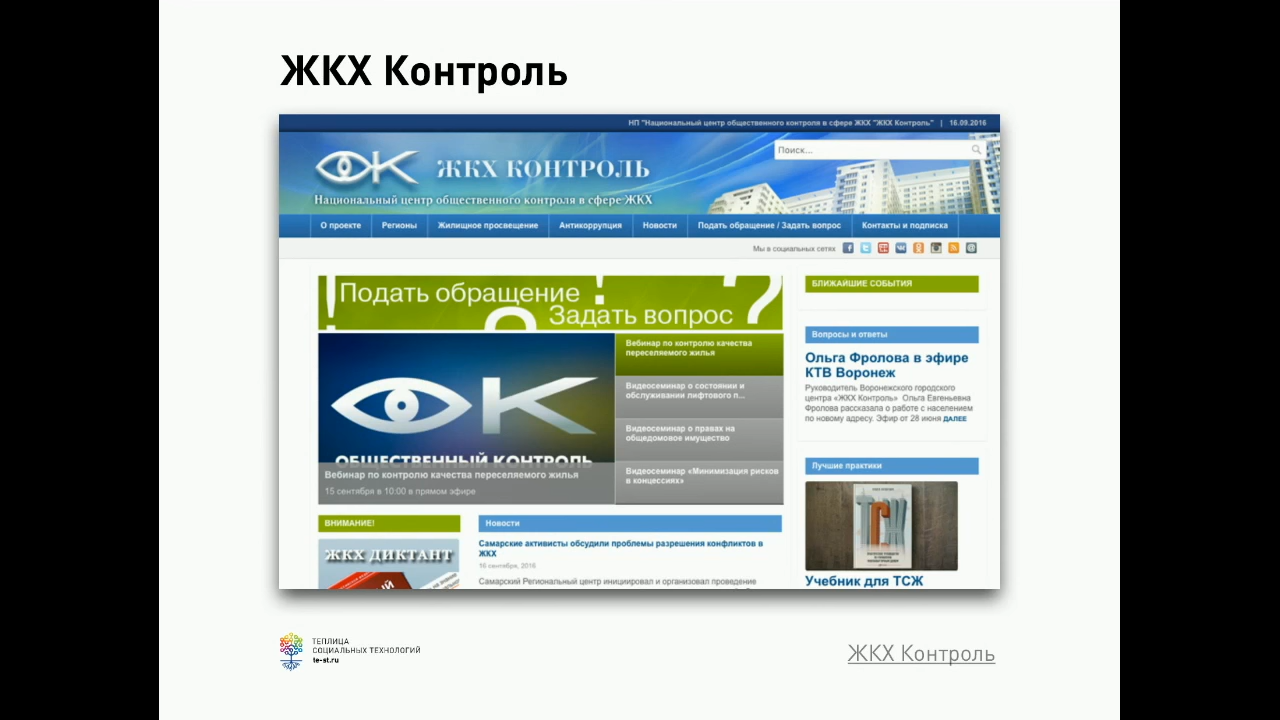 ЖКХ Контроль
НП "Национальный центр общественного контроля в сфере ЖКХ "ЖКХ Контроль" | 16.09.2016
Поиск...
ЖКХ КОНТРОЛЬ
Национальный центр общественного контроля в сфере ЖКХ
О проекте Регионы Жилищное просвещение Антикоррупция Новости Подать обращение / Задать вопрос Контакты и подписка
Мы в социальных сетях
! Подать обращение !
Задать вопрос ?
ОБЩЕСТВЕННЫЙ КОНТРОЛЬ
Вебинар по контролю качества переселяемого жилья
15 сентября в 10:00 в прямом эфире
Вебинар по контролю качества
переселяемого жилья
Видеосеминар о состоянии и
обслуживании лифтового п...
Видеосеминар о правах на
общедомовое имущество
Видеосеминар «Минимизация рисков
в концессиях»
ВНИМАНИЕ!
ЖКХ ДИКТАНТ
Новости
Самарские активисты обсудили проблемы разрешения конфликтов в
ЖКХ
16 сентября, 2016
Самарский Региональный центр инициировал и организовал проведение
БЛИЖАЙШИЕ СОБЫТИЯ
Вопросы и ответы
Ольга Фролова в эфире
КТВ Воронеж
Руководитель Воронежского городского
центра «ЖКХ Контроль» Ольга Евгеньевна
Фролова рассказала о работе с населением
по новому адресу. Эфир от 28 июня ДАЛЕЕ
Лучшие практики
Учебник для ТСЖ
ТЕПЛИЦА
СОЦИАЛЬНЫХ ТЕХНОЛОГИЙ
te-st.ru
ЖКХ Контроль